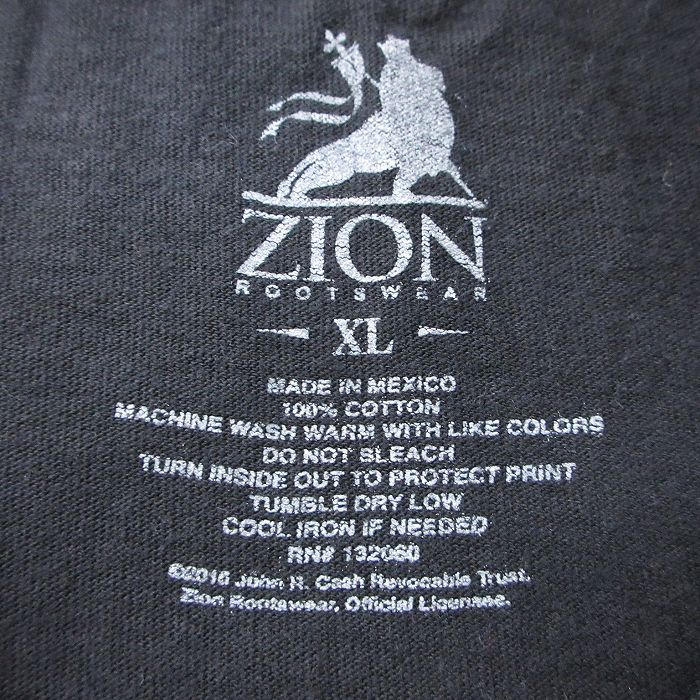 ZION
ROOTSWEAR
XL
MADE IN MEXICO
100% COTTON
MACHINE WASH WARM WITH LIKE COLORS
DO NOT BLEACH
TURN INSIDE OUT TO PROTECT PRINT
TUMBLE DRY LOW
COOL IRON IF NEEDED
RN# 132060
©2016 John R. Cash Revocable Trust.
Zion Rootswear, Official Licensee.